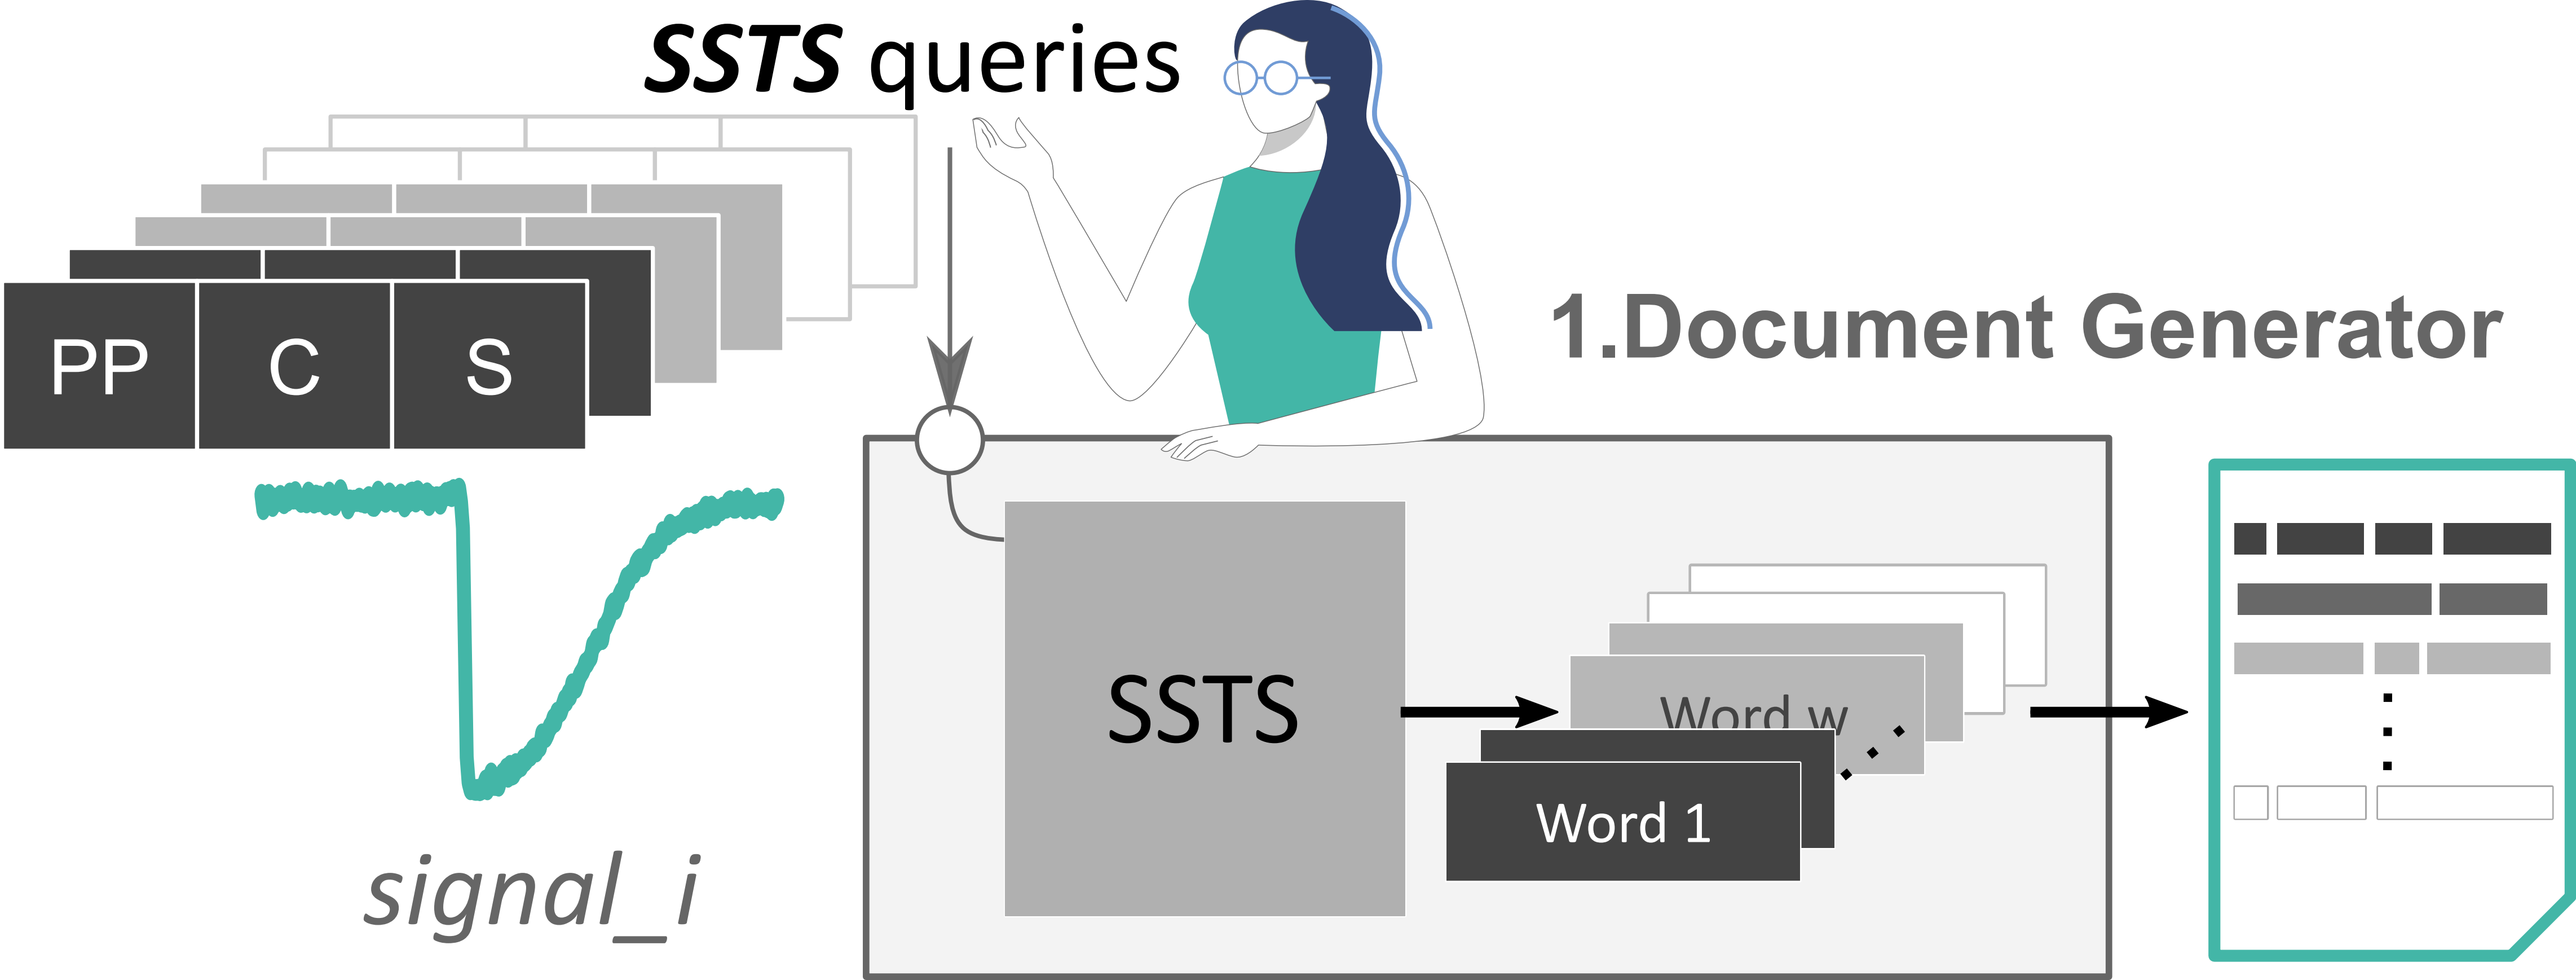 SSTS queries
PP C S
1.Document Generator
SSTS
Word w
Word 1
signal_i